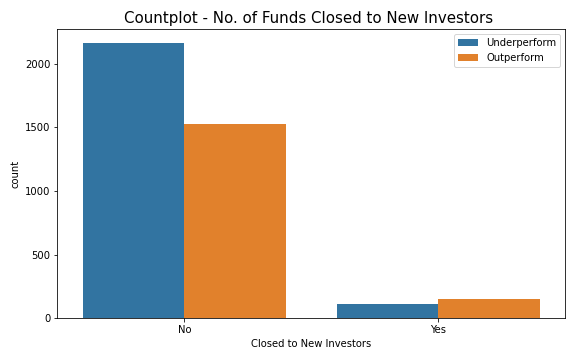 Countplot - No. of Funds Closed to New Investors
Underperform
Outperform
count
2000
1500
1000
500
0
No
Yes
Closed to New Investors